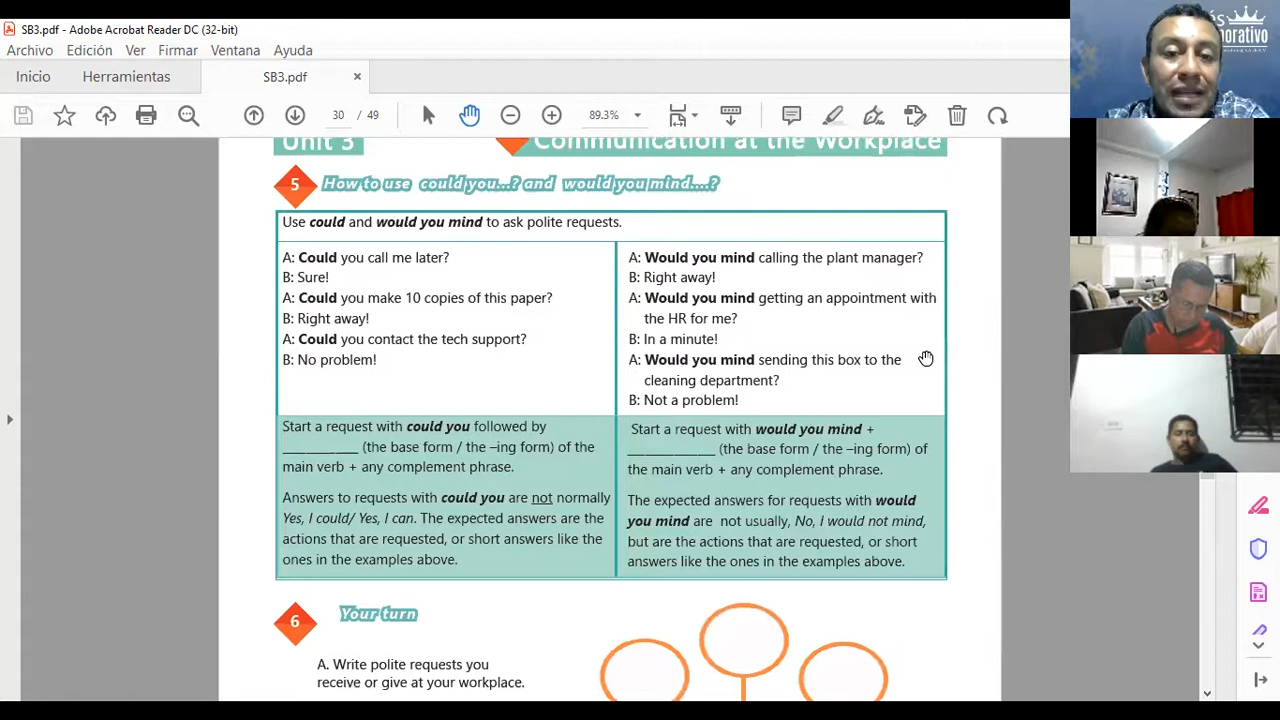 SB3.pdf - Adobe Acrobat Reader DC (32-bit)
Archivo Edición Ver Firmar Ventana Ayuda
Inicio Herramientas SB3.pdf ×
30 / 49 89.3%
Unit 3 Communication at the Workplace
5 How to use could you...? and would you mind....?
Use could and would you mind to ask polite requests.
A: Could you call me later?
B: Sure!
A: Could you make 10 copies of this paper?
B: Right away!
A: Could you contact the tech support?
B: No problem!
A: Would you mind calling the plant manager?
B: Right away!
A: Would you mind getting an appointment with
the HR for me?
B: In a minute!
A: Would you mind sending this box to the
cleaning department?
B: Not a problem!
Start a request with could you followed by
____________ (the base form / the –ing form) of the
main verb + any complement phrase.
Answers to requests with could you are not normally
Yes, I could/ Yes, I can. The expected answers are the
actions that are requested, or short answers like the
ones in the examples above.
Start a request with would you mind +
______________ (the base form / the –ing form) of
the main verb + any complement phrase.
The expected answers for requests with would
you mind are not usually, No, I would not mind,
but are the actions that are requested, or short
answers like the ones in the examples above.
6 Your turn
A. Write polite requests you
receive or give at your workplace.